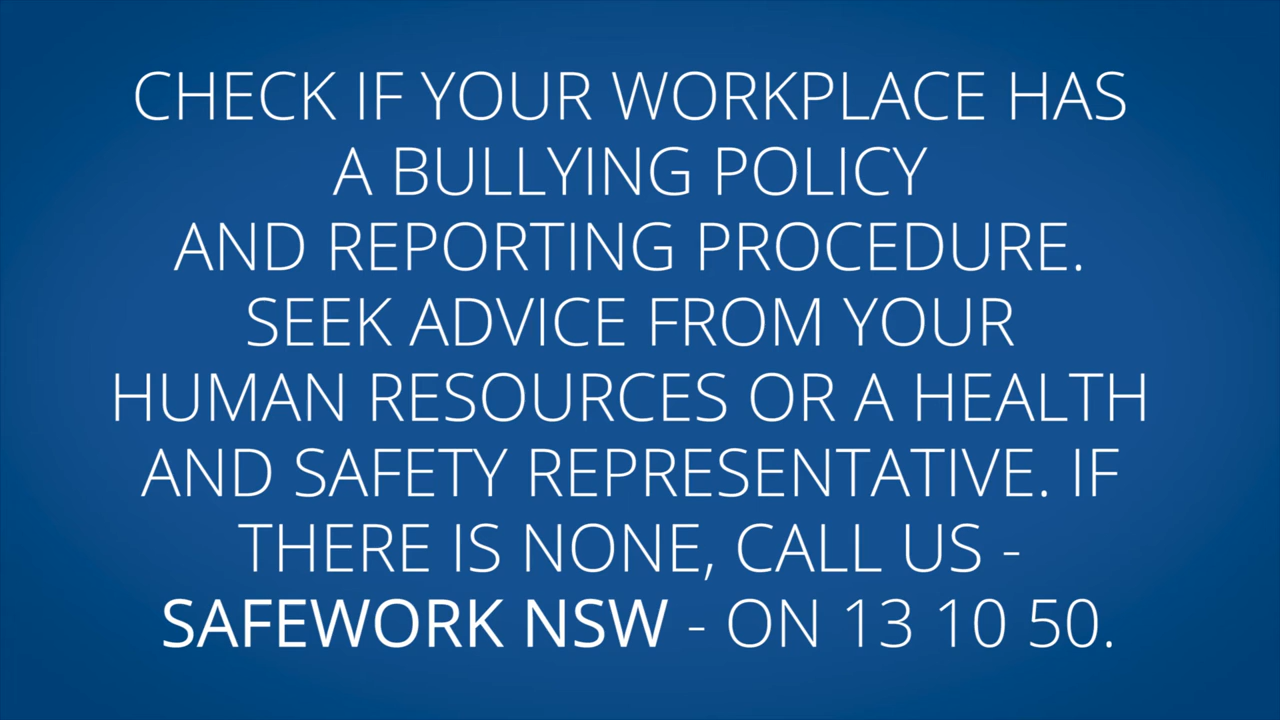 CHECK IF YOUR WORKPLACE HAS
A BULLYING POLICY
AND REPORTING PROCEDURE.
SEEK ADVICE FROM YOUR
HUMAN RESOURCES OR A HEALTH
AND SAFETY REPRESENTATIVE. IF
THERE IS NONE, CALL US -
SAFEWORK NSW - ON 13 10 50.